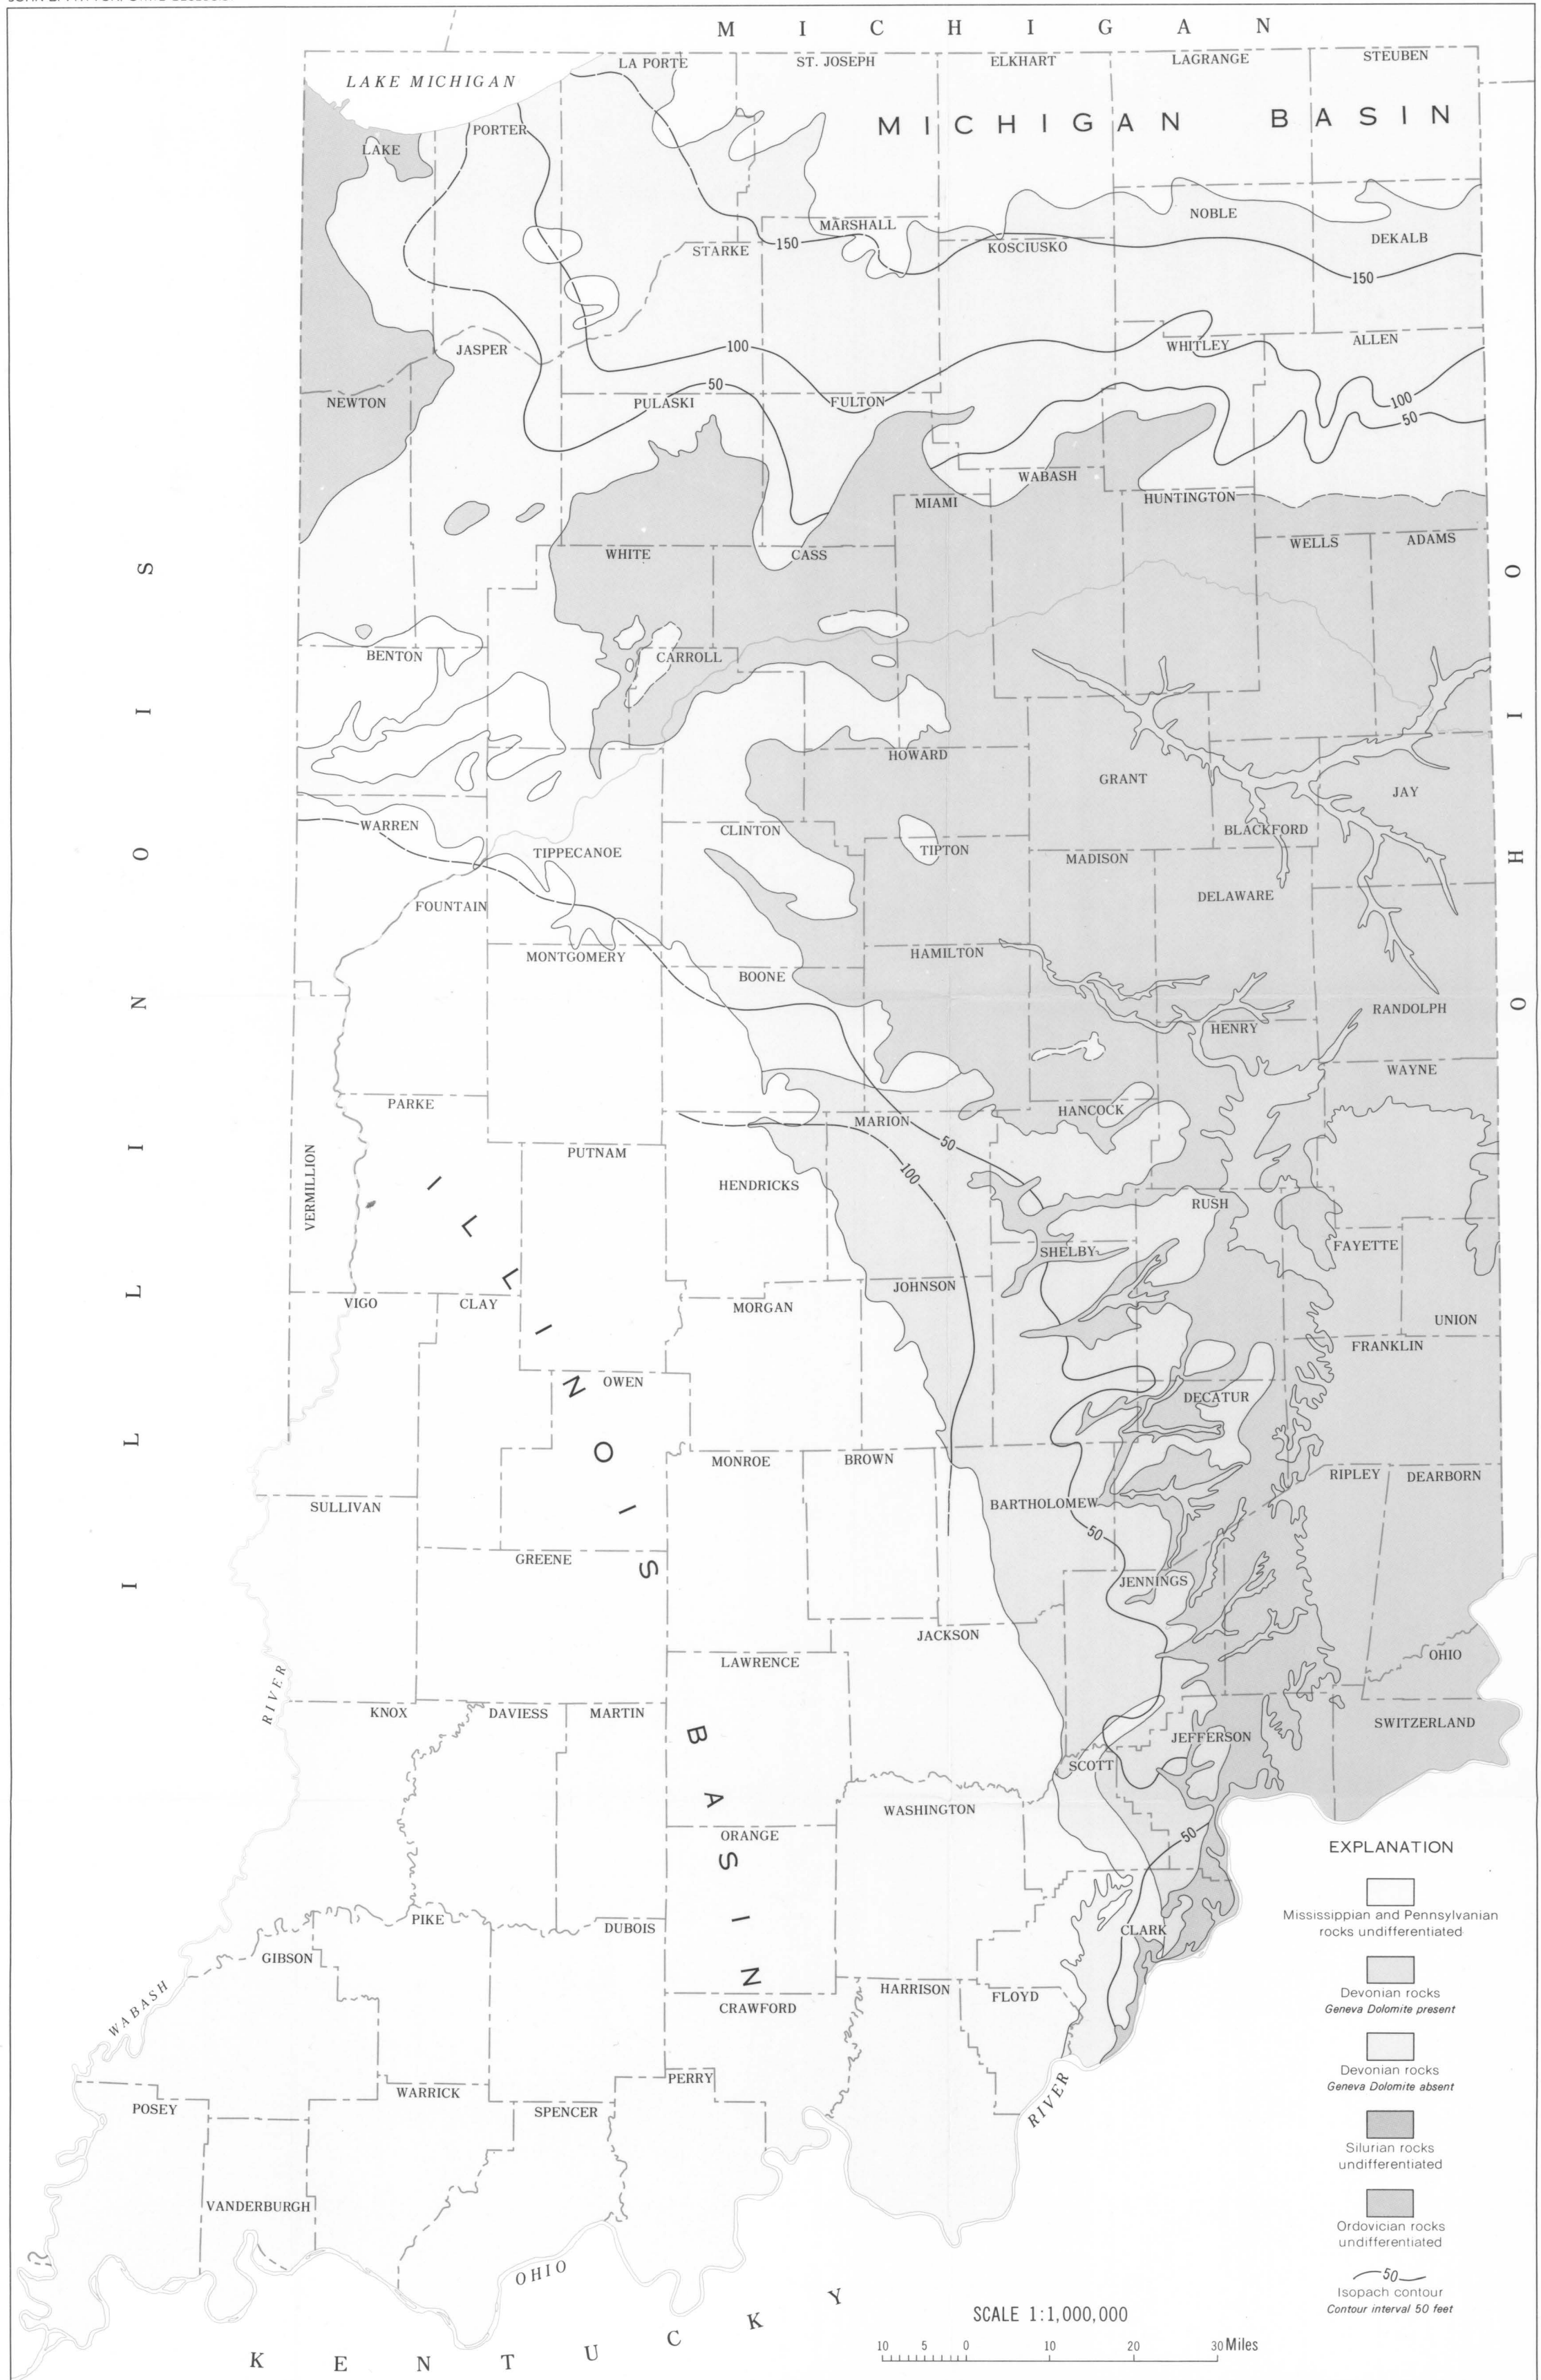 MICHIGAN
LAKE MICHIGAN
LA PORTE
ST. JOSEPH
ELKHART
LAGRANGE
STEUBEN
MICHIGAN BASIN
PORTER
LAKE
NOBLE
MARSHALL
DEKALB
STARKE
150
KOSCIUSKO
150
JASPER
100
WHITLEY
ALLEN
NEWTON
PULASKI
50
FULTON
100
50
WABASH
MIAMI
HUNTINGTON
WHITE
CASS
WELLS
ADAMS
BENTON
CARROLL
HOWARD
GRANT
JAY
WARREN
CLINTON
BLACKFORD
TIPPECANOE
TIPTON
MADISON
DELAWARE
FOUNTAIN
MONTGOMERY
HAMILTON
BOONE
RANDOLPH
HENRY
WAYNE
PARKE
HANCOCK
MARION
50
PUTNAM
100
VERMILLION
HENDRICKS
RUSH
SHELBY
FAYETTE
JOHNSON
VIGO
CLAY
MORGAN
UNION
FRANKLIN
OWEN
DECATUR
MONROE
BROWN
RIPLEY
DEARBORN
SULLIVAN
BARTHOLOMEW
50
GREENE
JENNINGS
JACKSON
LAWRENCE
OHIO
KNOX
DAVIESS
MARTIN
SWITZERLAND
JEFFERSON
SCOTT
WASHINGTON
ORANGE
50
PIKE
DUBOIS
CLARK
GIBSON
HARRISON
FLOYD
CRAWFORD
PERRY
WARRICK
POSEY
SPENCER
VANDERBURGH
ILLINOIS
OHIO
ILLINOIS BASIN
RIVER
WABASH
RIVER
OHIO
KENTUCKY
EXPLANATION
Mississippian and Pennsylvanian
rocks undifferentiated
Devonian rocks
Geneva Dolomite present
Devonian rocks
Geneva Dolomite absent
Silurian rocks
undifferentiated
Ordovician rocks
undifferentiated
50
Isopach contour
Contour interval 50 feet
SCALE 1:1,000,000
10 5 0 10 20 30 Miles